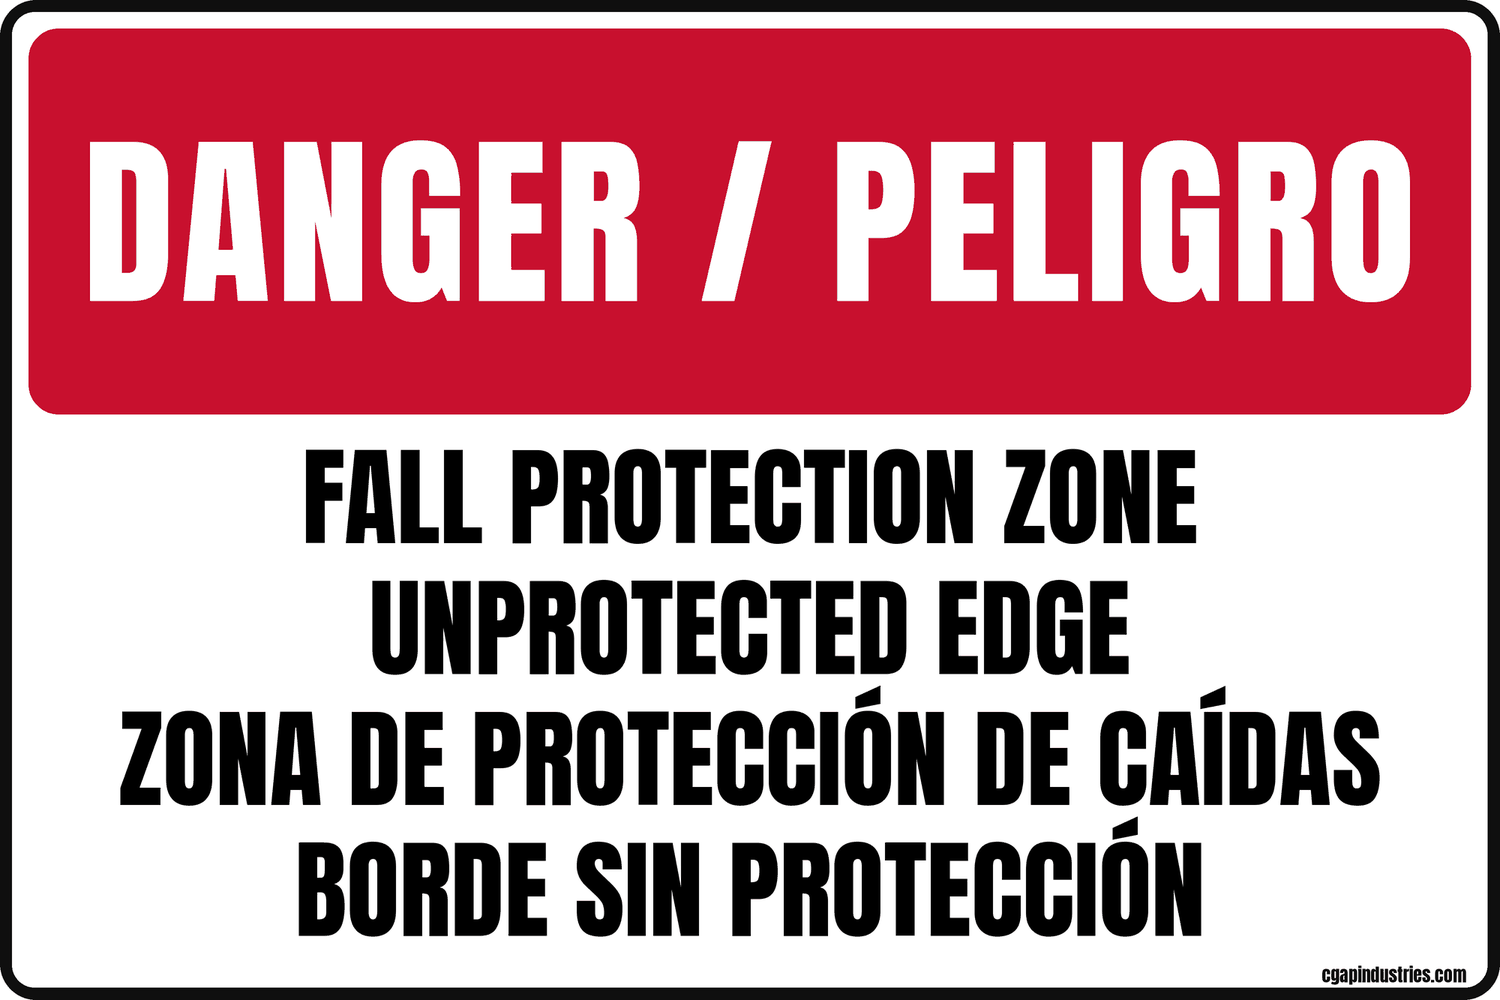 DANGER / PELIGRO
FALL PROTECTION ZONE
UNPROTECTED EDGE
ZONA DE PROTECCIÓN DE CAÍDAS
BORDE SIN PROTECCIÓN
cgapindustries.com